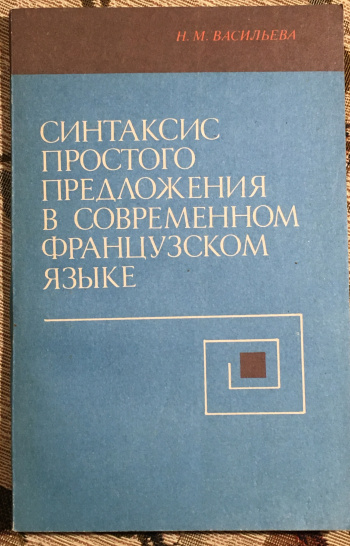 Н. М. ВАСИЛЬЕВА
СИНТАКСИС
ПРОСТОГО
ПРЕДЛОЖЕНИЯ
В СОВРЕМЕННОМ
ФРАНЦУЗСКОМ
ЯЗЫКЕ